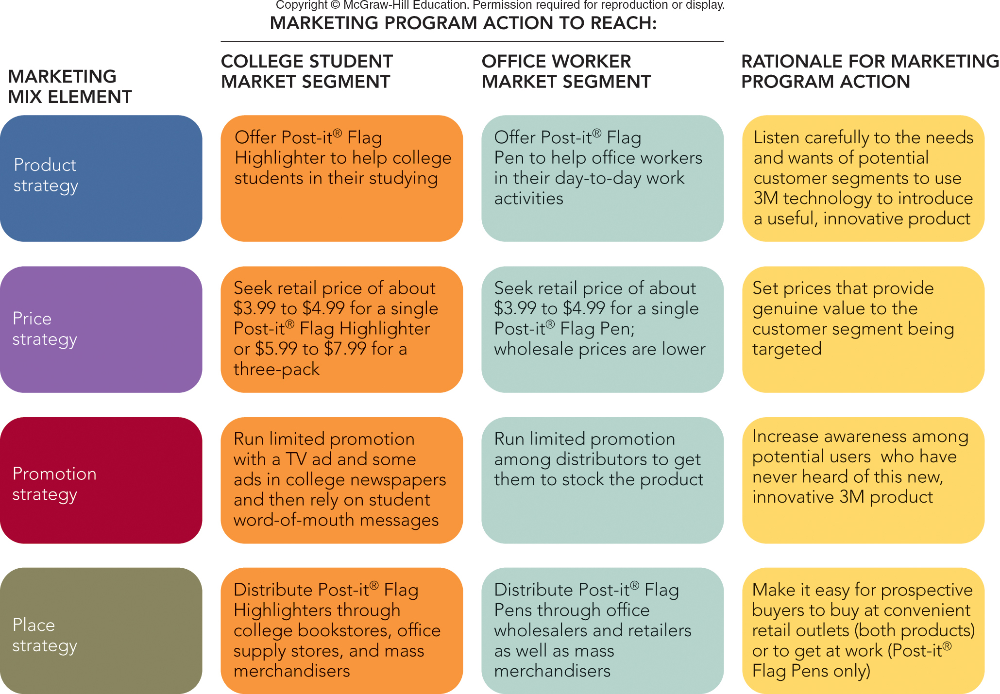 Copyright © McGraw-Hill Education. Permission required for reproduction or display.
MARKETING PROGRAM ACTION TO REACH:
MARKETING
MIX ELEMENT
COLLEGE STUDENT
MARKET SEGMENT
OFFICE WORKER
MARKET SEGMENT
RATIONALE FOR MARKETING
PROGRAM ACTION
Product
strategy
Offer Post-it® Flag
Highlighter to help college
students in their studying
Offer Post-it® Flag
Pen to help office workers
in their day-to-day work
activities
Listen carefully to the needs
and wants of potential
customer segments to use
3M technology to introduce
a useful, innovative product
Price
strategy
Seek retail price of about
$3.99 to $4.99 for a single
Post-it® Flag Highlighter
or $5.99 to $7.99 for a
three-pack
Seek retail price of about
$3.99 to $4.99 for a single
Post-it® Flag Pen;
wholesale prices are lower
Set prices that provide
genuine value to the
customer segment being
targeted
Promotion
strategy
Run limited promotion
with a TV ad and some
ads in college newspapers
and then rely on student
word-of-mouth messages
Run limited promotion
among distributors to get
them to stock the product
Increase awareness among
potential users who have
never heard of this new,
innovative 3M product
Place
strategy
Distribute Post-it® Flag
Highlighters through
college bookstores, office
supply stores, and mass
merchandisers
Distribute Post-it® Flag
Pens through office
wholesalers and retailers
as well as mass
merchandisers
Make it easy for prospective
buyers to buy at convenient
retail outlets (both products)
or to get at work (Post-it®
Flag Pens only)